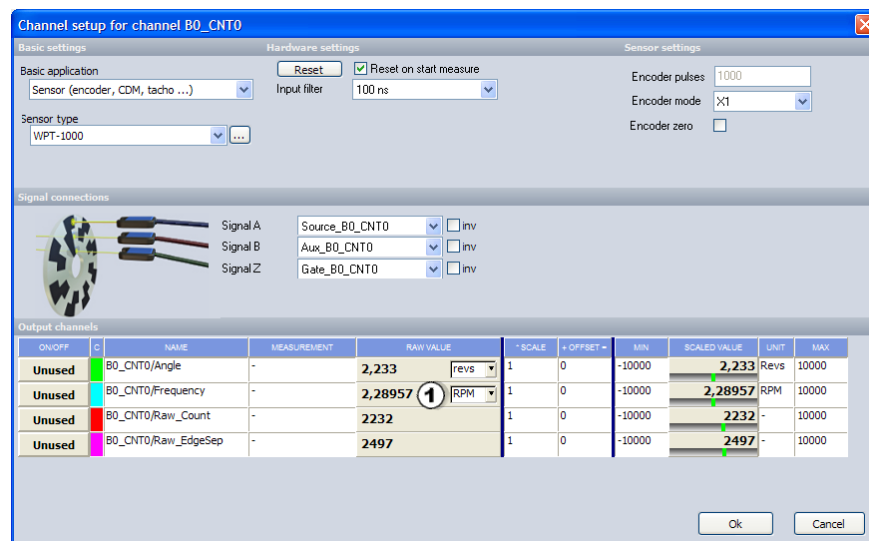 Channel setup for channel B0_CNT0
Basic settings Hardware settings Sensor settings
Basic application Reset Reset on start measure
Sensor (encoder, CDM, tacho ...) Input filter 100 ns
Encoder pulses 1000
Encoder mode X1
Encoder zero
Sensor type
WPT-1000 ...
Signal connections
Signal A Source_B0_CNT0 inv
Signal B Aux_B0_CNT0 inv
Signal Z Gate_B0_CNT0 inv
Output channels
ON/OFF C NAME MEASUREMENT RAW VALUE * SCALE + OFFSET = MIN SCALED VALUE UNIT MAX
Unused B0_CNT0/Angle - 2,233 revs 1 0 -10000 2,233 Revs 10000
Unused B0_CNT0/Frequency - 2,28957 1 RPM 1 0 -10000 2,28957 RPM 10000
Unused B0_CNT0/Raw_Count - 2232 1 0 -10000 2232 - 10000
Unused B0_CNT0/Raw_EdgeSep - 2497 1 0 -10000 2497 - 10000
Ok Cancel